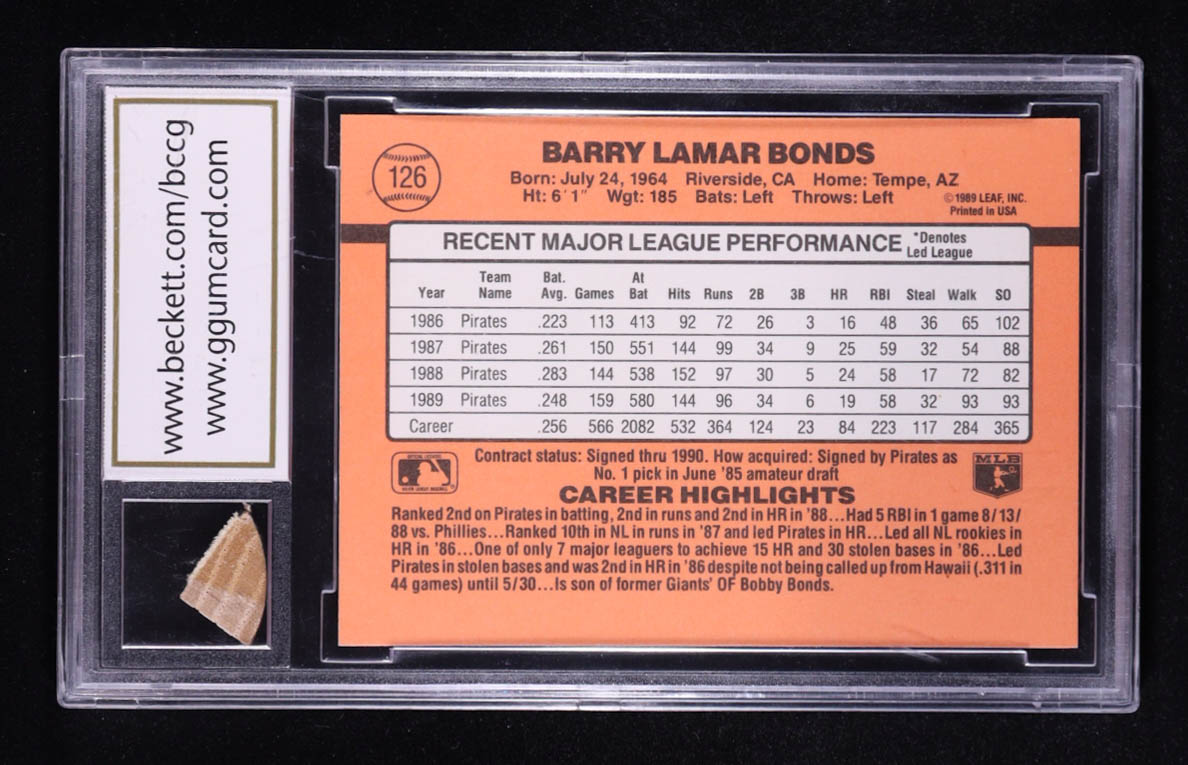 www.beckett.com/bccg
www.ggumcard.com
126
BARRY LAMAR BONDS
Born: July 24, 1964 Riverside, CA Home: Tempe, AZ
Ht: 6'1" Wgt: 185 Bats: Left Throws: Left
©1989 LEAF, INC.
Printed in USA
RECENT MAJOR LEAGUE PERFORMANCE *Denotes
Led League
Team Bat. At
Year Name Avg. Games Bat Hits Runs 2B 3B HR RBI Steal Walk SO
1986 Pirates .223 113 413 92 72 26 3 16 48 36 65 102
1987 Pirates .261 150 551 144 99 34 9 25 59 32 54 88
1988 Pirates .283 144 538 152 97 30 5 24 58 17 72 82
1989 Pirates .248 159 580 144 96 34 6 19 58 32 93 93
Career .256 566 2082 532 364 124 23 84 223 117 284 365
Contract status: Signed thru 1990. How acquired: Signed by Pirates as
No. 1 pick in June '85 amateur draft
MLB
CAREER HIGHLIGHTS
Ranked 2nd on Pirates in batting, 2nd in runs and 2nd in HR in '88...Had 5 RBI in 1 game 8/13/
88 vs. Phillies...Ranked 10th in NL in runs in '87 and led Pirates in HR...Led all NL rookies in
HR in '86...One of only 7 major leaguers to achieve 15 HR and 30 stolen bases in '86...Led
Pirates in stolen bases and was 2nd in HR in '86 despite not being called up from Hawaii (.311 in
44 games) until 5/30...Is son of former Giants' OF Bobby Bonds.